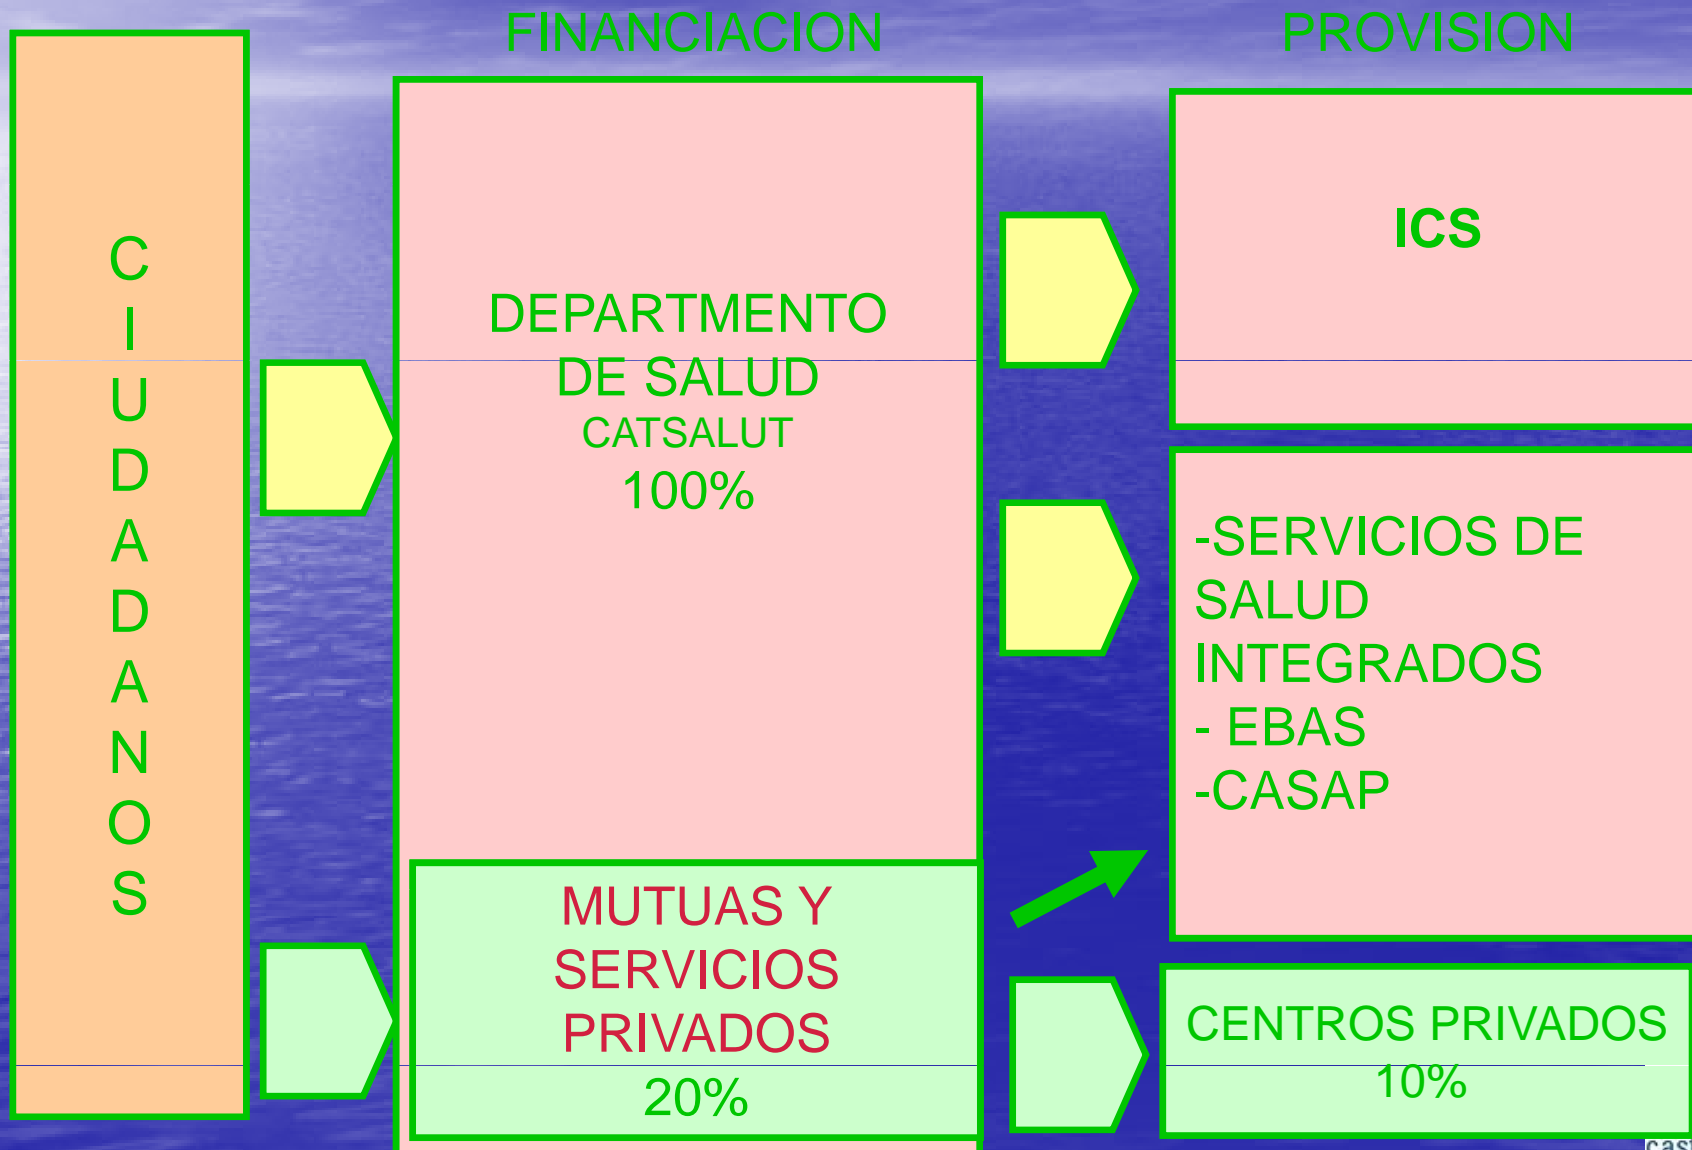 FINANCIACION
PROVISION
C
I
U
D
A
D
A
N
O
S
DEPARTMENTO
DE SALUD
CATSALUT
100%
MUTUAS Y
SERVICIOS
PRIVADOS
20%
ICS
-SERVICIOS DE
SALUD
INTEGRADOS
- EBAS
-CASAP
CENTROS PRIVADOS
10%